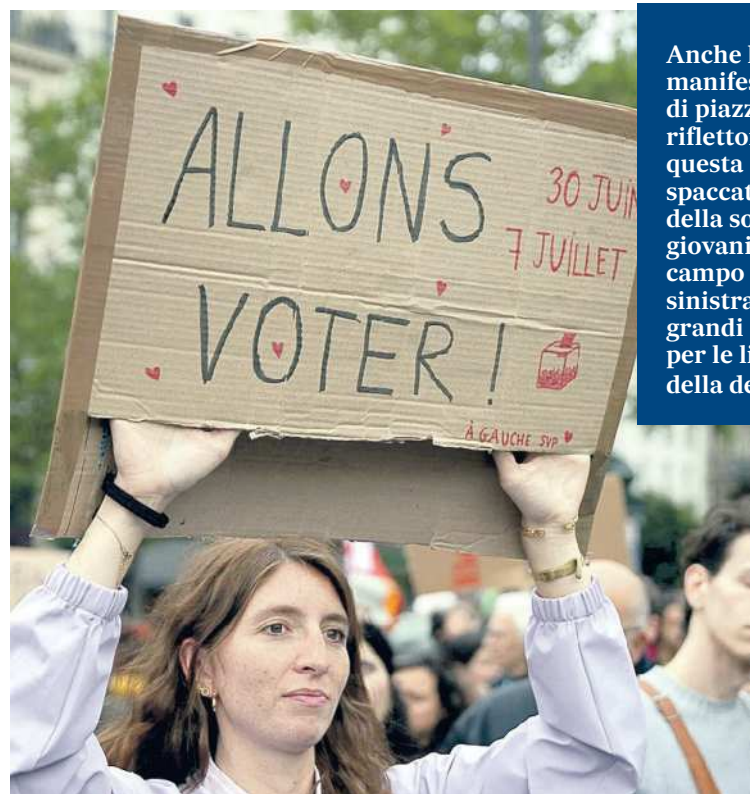 ALLONS
30 JUIN
7 JUILLET
VOTER !
À GAUCHE SVP
Anche
manifes
di piazz
rifletto
questa
spaccat
della so
giovani
campo
sinistra
grandi
per le li
della de